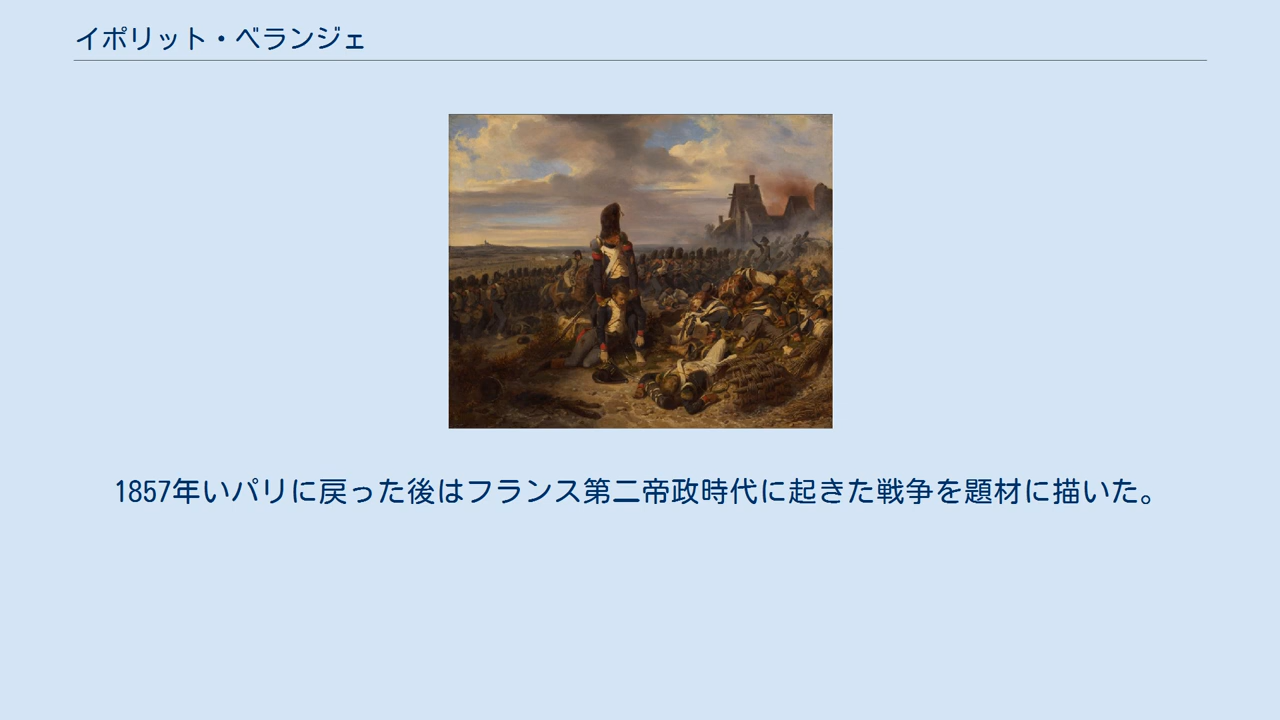 イポリット・ベランジェ
1857年いパリに戻った後はフランス第二帝政時代に起きた戦争を題材に描いた。